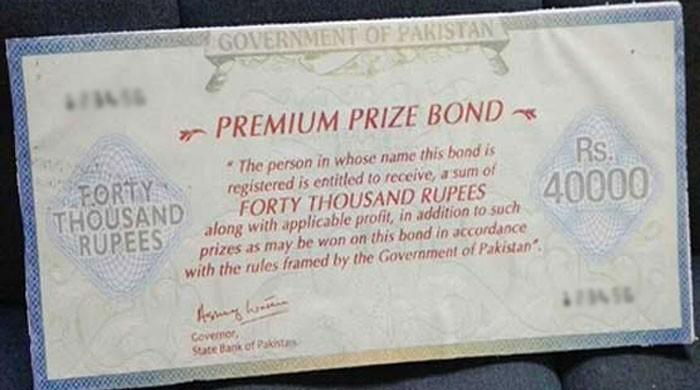 GOVERNMENT OF PAKISTAN
PREMIUM PRIZE BOND
" The person in whose name this bond is
registered is entitled to receive, a sum of
FORTY THOUSAND RUPEES
along with applicable profit, in addition to such
prizes as may be won on this bond in accordance
with the rules framed by the Government of Pakistan".
FORTY
THOUSAND
RUPEES
Rs.
40000
Governor,
State Bank of Pakistan.